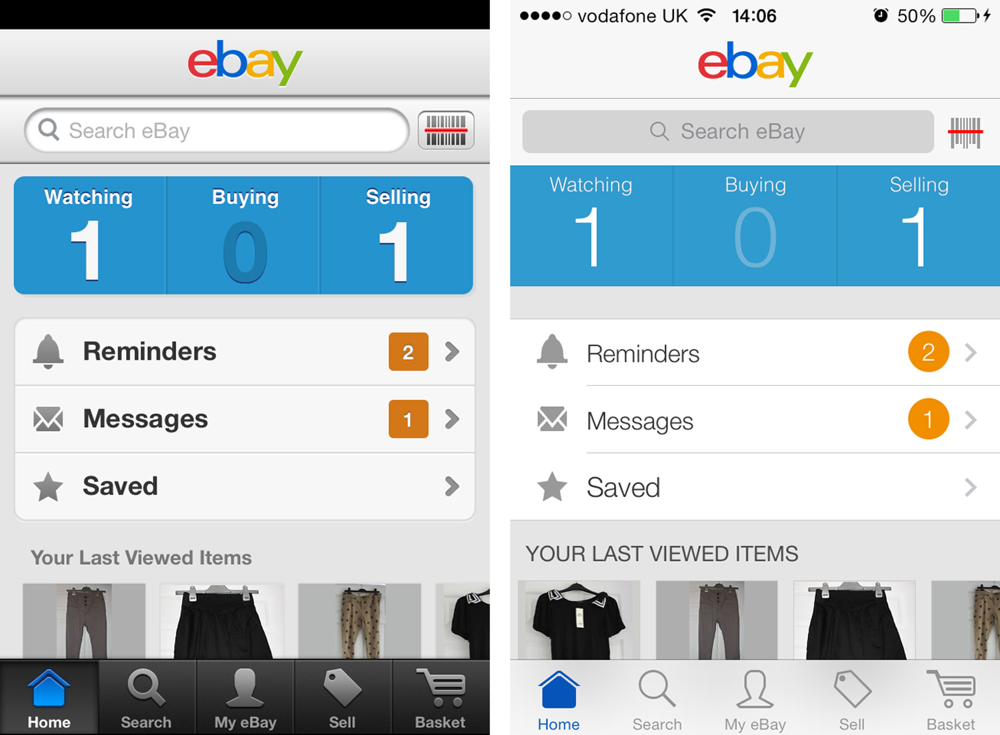 ebay
Search eBay
Watching Buying Selling
1 0 1
Reminders 2
Messages 1
Saved
Your Last Viewed Items
Home Search My eBay Sell Basket
vodafone UK 14:06 50%
ebay
Search eBay
Watching Buying Selling
1 0 1
Reminders 2
Messages 1
Saved
YOUR LAST VIEWED ITEMS
Home Search My eBay Sell Basket